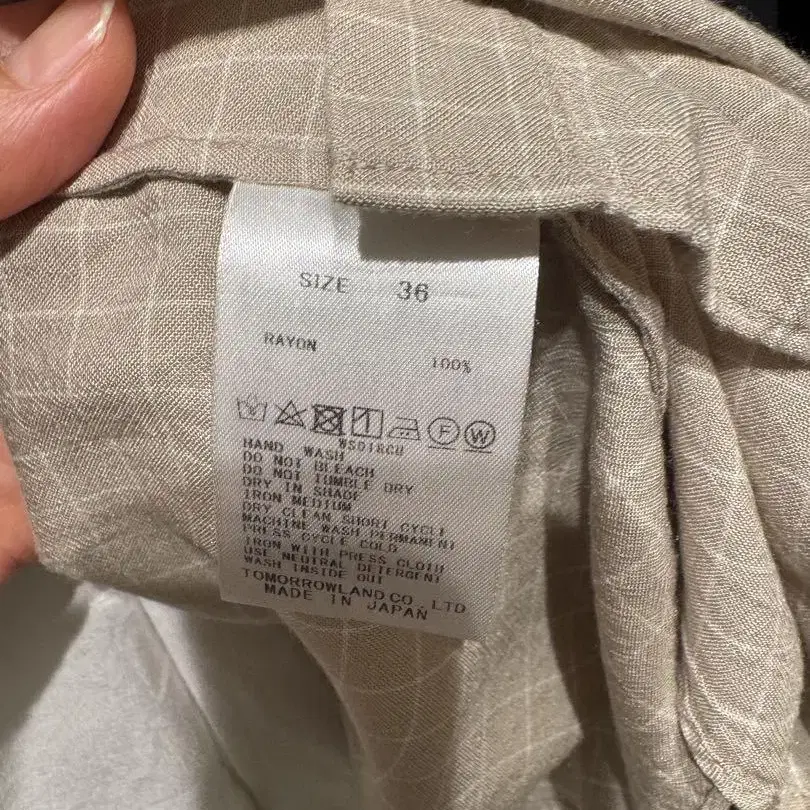 SIZE 36
RAYON
100%
F W
WS018CU
HAND WASH
DO NOT BLEACH
DO NOT TUMBLE DRY
DRY IN SHADE
IRON MEDIUM
DRY CLEAN SHORT CYCLE
MACHINE WASH PERMANENT
PRESS CYCLE COLD
IRON WITH PRESS CLOTH
USE NEUTRAL DETERGENT
WASH INSIDE OUT
TOMORROWLAND CO.,LTD
MADE IN JAPAN